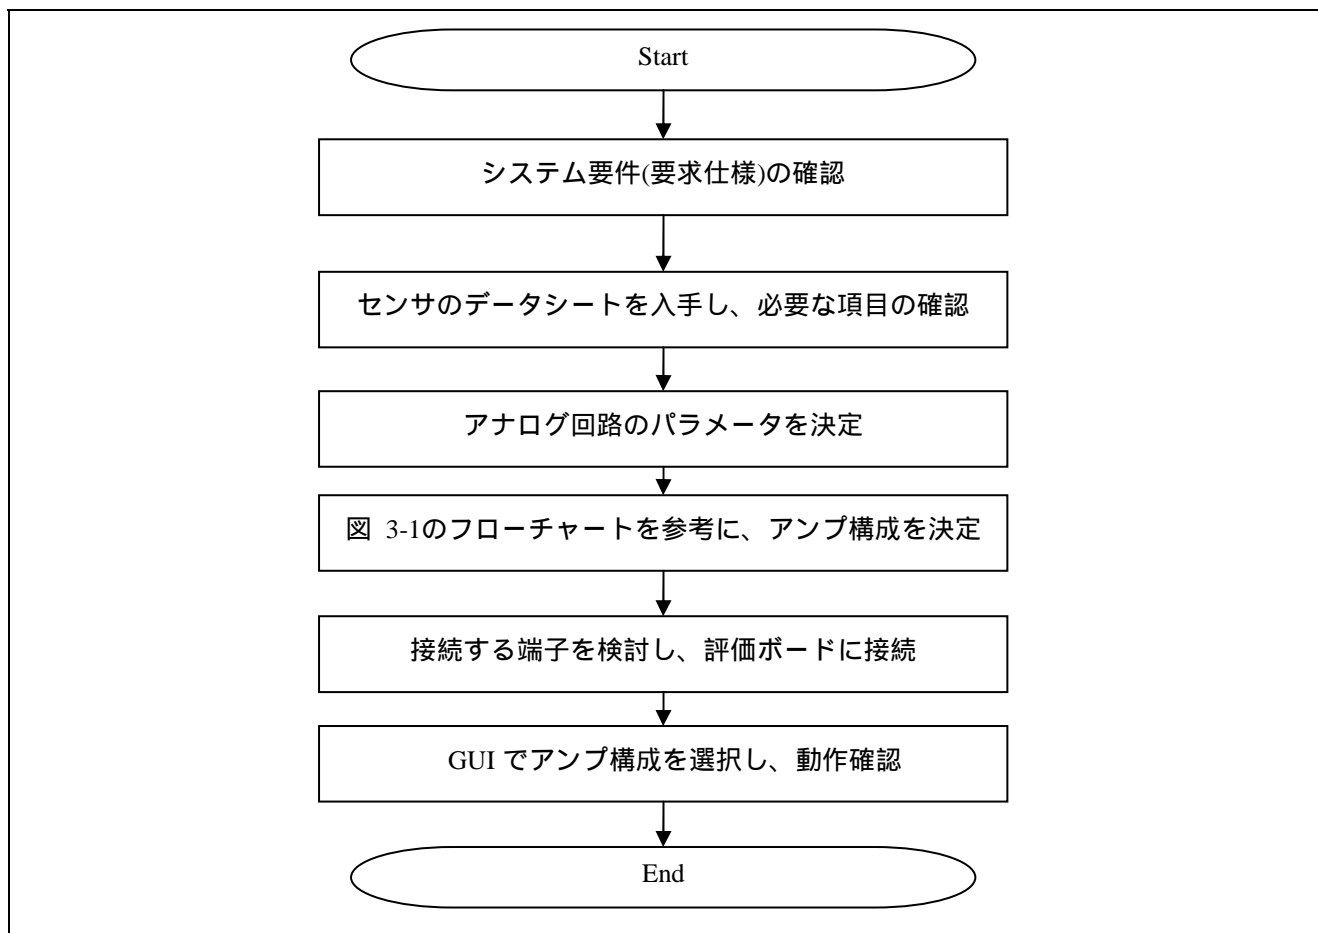 Start
システム要件(要求仕様)の確認
センサのデータシートを入手し、必要な項目の確認
アナログ回路のパラメータを決定
図 3-1のフローチャートを参考に、アンプ構成を決定
接続する端子を検討し、評価ボードに接続
GUI でアンプ構成を選択し、動作確認
End